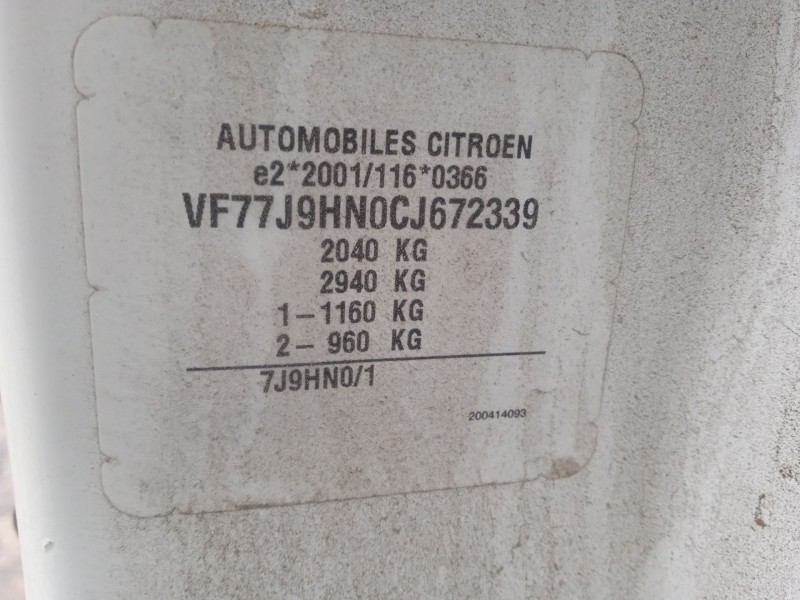 AUTOMOBILES CITROEN
e2*2001/116*0366
VF77J9HN0CJ672339
2040 KG
2940 KG
1-1160 KG
2- 960 KG
7J9HN0/1
200414093